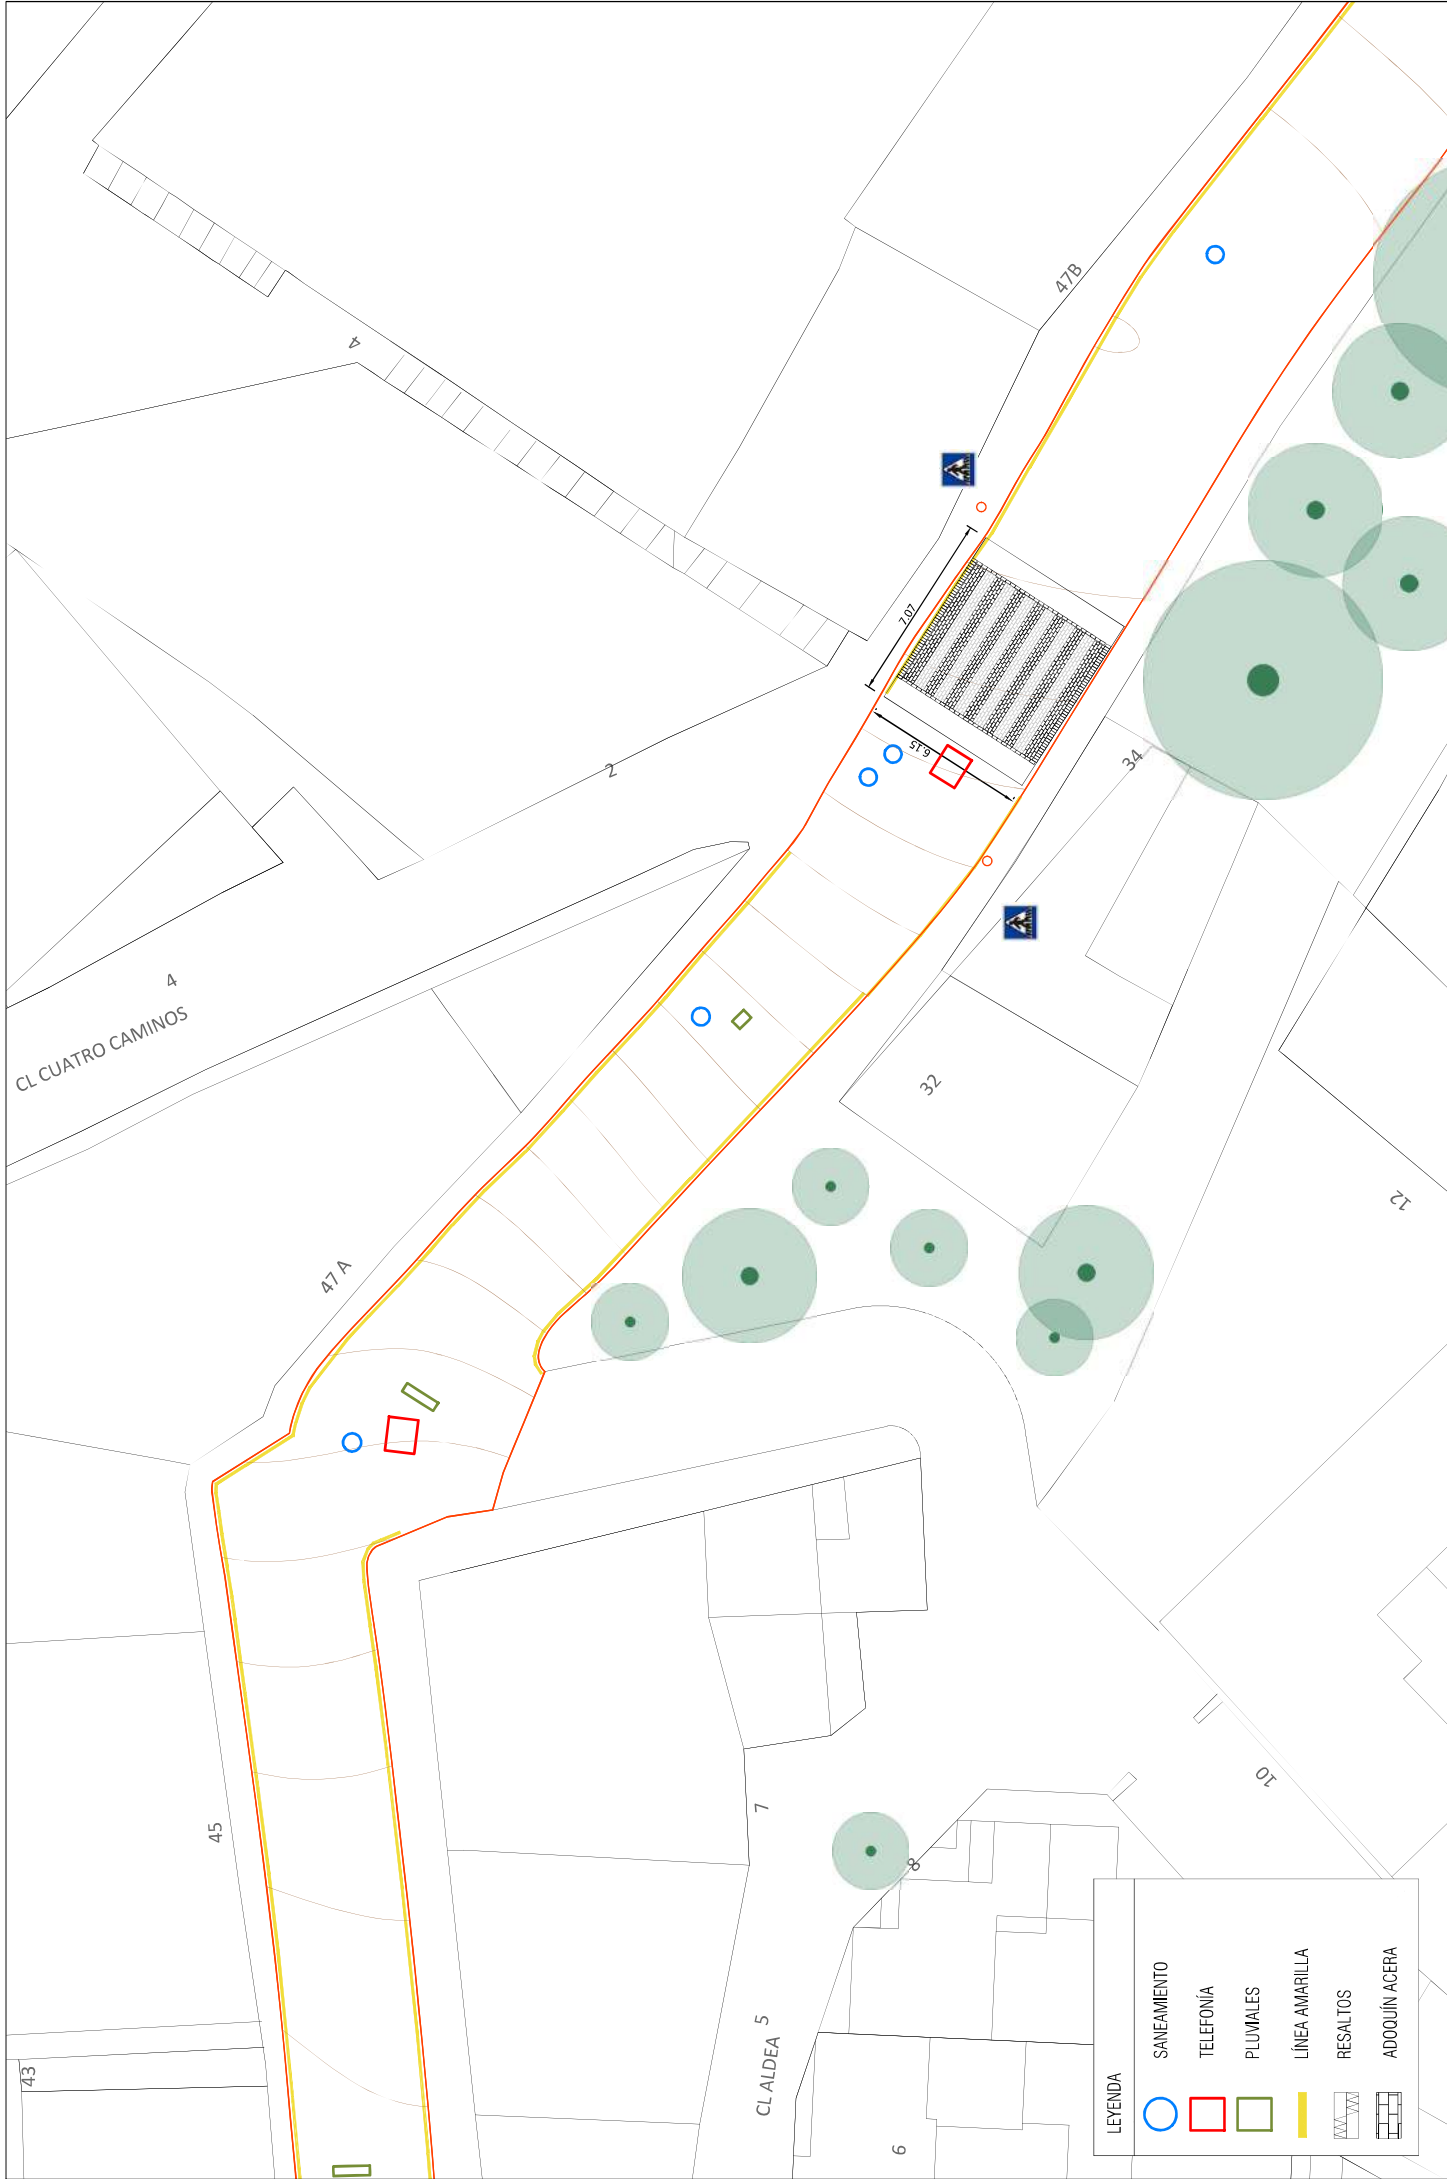 4
47B
7.07
6.15
2
34
4
CL CUATRO CAMINOS
32
12
47 A
45
7
10
8
43
CL ALDEA 5
6
LEYENDA
SANEAMIENTO
TELEFONÍA
PLUVIALES
LÍNEA AMARILLA
RESALTOS
ADOQUÍN ACERA